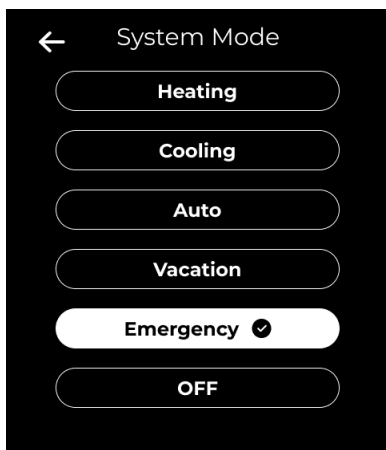 System Mode
Heating
Cooling
Auto
Vacation
Emergency
OFF